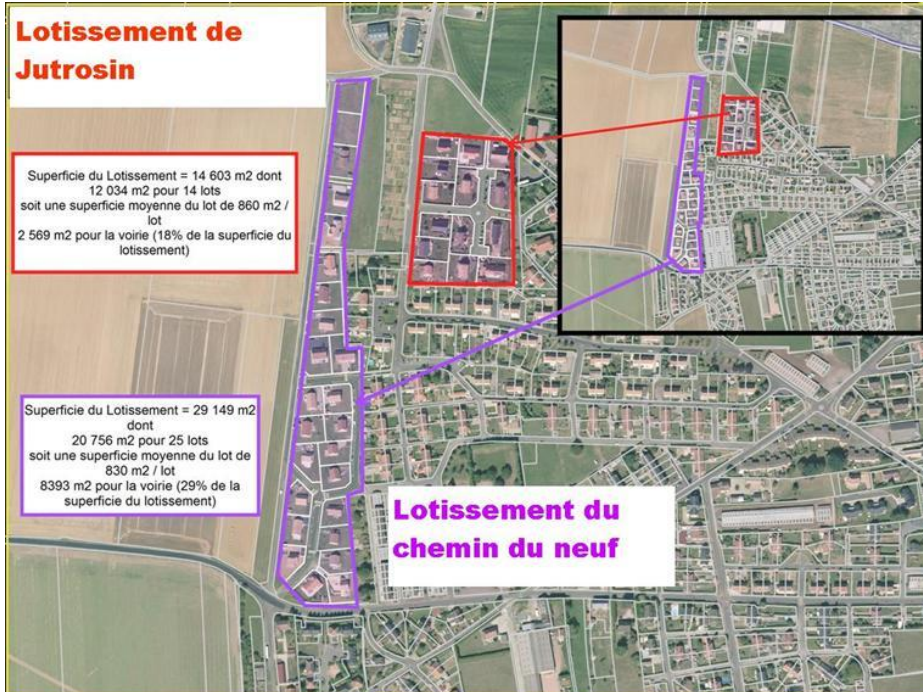 Lotissement de
Jutrosin
Superficie du Lotissement = 14 603 m2 dont
12 034 m2 pour 14 lots
soit une superficie moyenne du lot de 860 m2 /
lot
2 569 m2 pour la voirie (18% de la superficie du
lotissement)
Superficie du Lotissement = 29 149 m2
dont
20 756 m2 pour 25 lots
soit une superficie moyenne du lot de
830 m2 / lot
8393 m2 pour la voirie (29% de la
superficie du lotissement)
Lotissement du
chemin du neuf